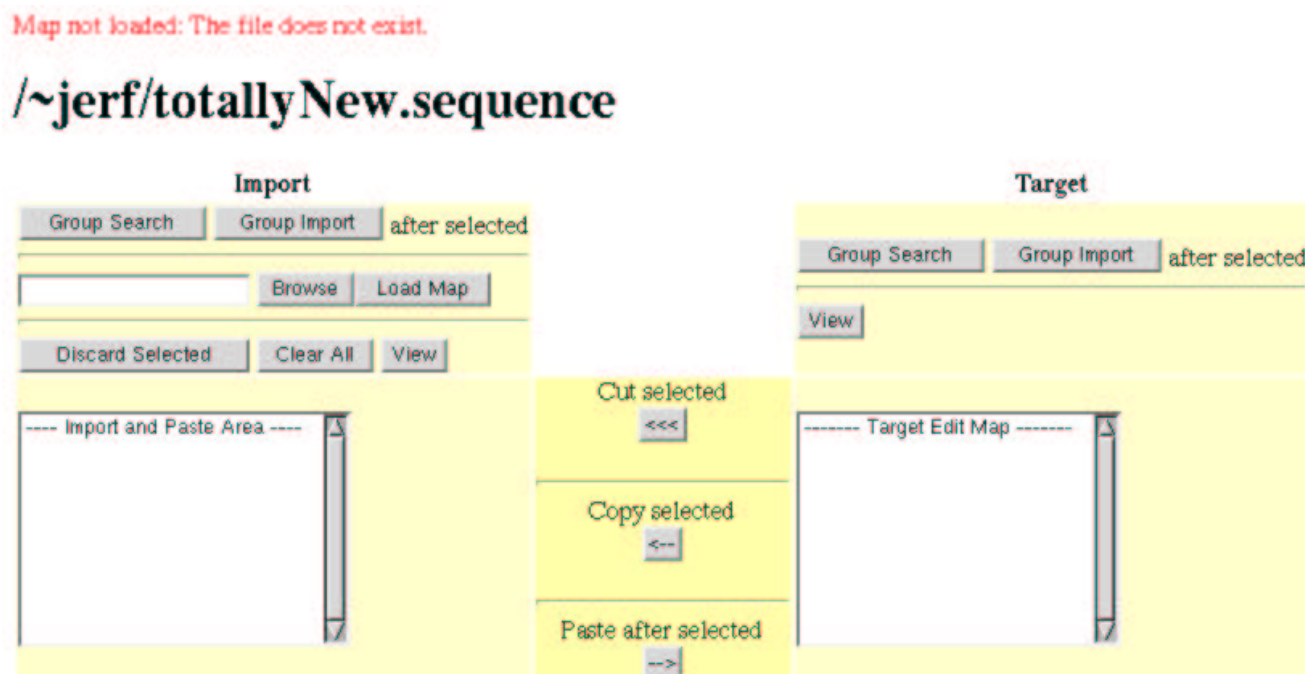 Map not loaded: The file does not exist.
/~jerf/totallyNew.sequence
Import
Group Search Group Import after selected
Browse Load Map
Discard Selected Clear All View
---- Import and Paste Area ----
Cut selected
<<<
Copy selected
<--
Paste after selected
-->
Target
Group Search Group Import after selected
View
------- Target Edit Map -------